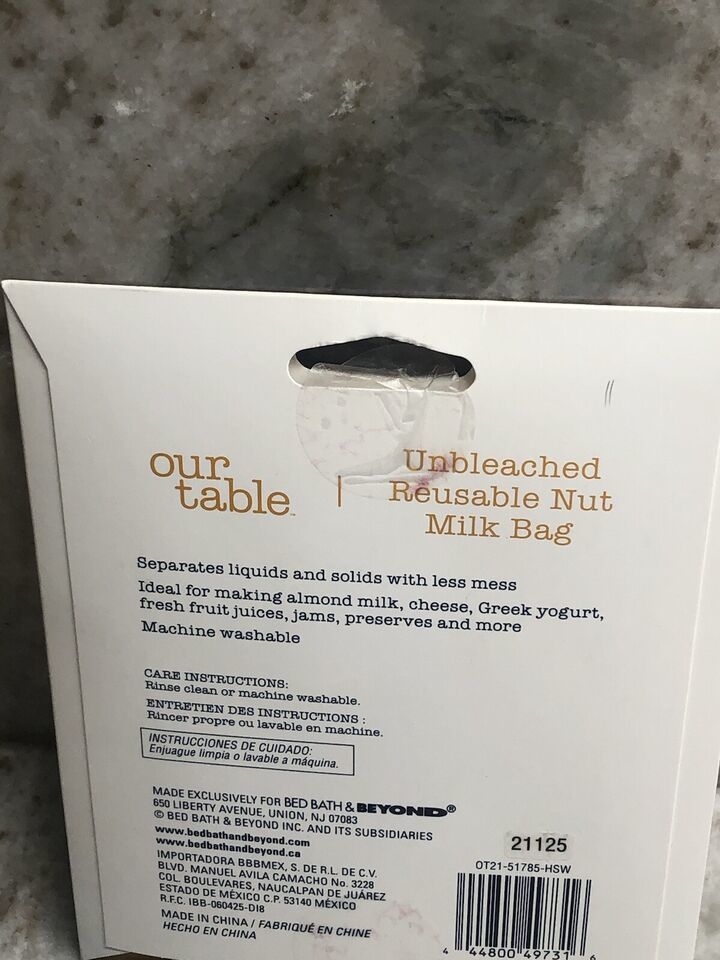 our
table
Unbleached
Reusable Nut
Milk Bag
Separates liquids and solids with less mess
Ideal for making almond milk, cheese, Greek yogurt,
fresh fruit juices, jams, preserves and more
Machine washable
CARE INSTRUCTIONS:
Rinse clean or machine washable.
ENTRETIEN DES INSTRUCTIONS :
Rincer propre ou lavable en machine.
INSTRUCCIONES DE CUIDADO:
Enjuague limpia o lavable a máquina.
MADE EXCLUSIVELY FOR BED BATH & BEYOND®
650 LIBERTY AVENUE, UNION, NJ 07083
© BED BATH & BEYOND INC. AND ITS SUBSIDIARIES
www.bedbathandbeyond.com
www.bedbathandbeyond.ca
IMPORTADORA BBBMEX, S. DE R.L. DE C.V.
BLVD. MANUEL AVILA CAMACHO No. 3228
COL. BOULEVARES, NAUCALPAN DE JUÁREZ
ESTADO DE MÉXICO C.P. 53140 MÉXICO
R.F.C. IBB-060425-DI8
MADE IN CHINA / FABRIQUÉ EN CHINE
HECHO EN CHINA
21125
OT21-51785-HSW
4 44800 49731 6